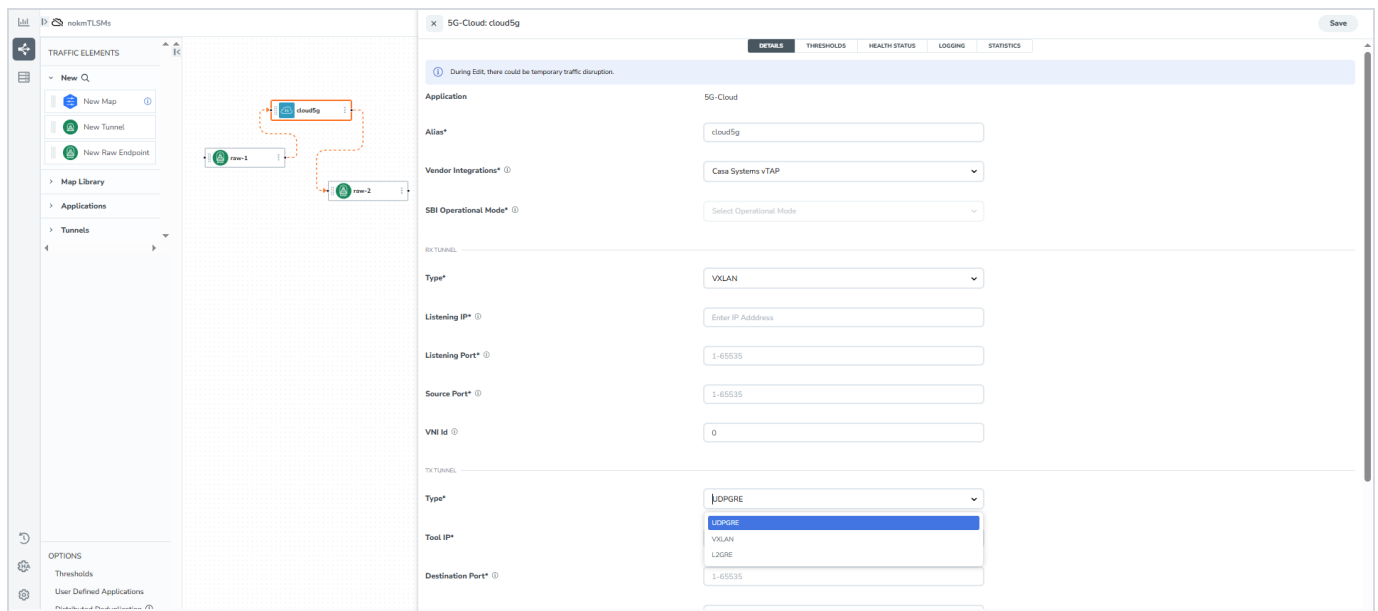 nokmTLSMs
TRAFFIC ELEMENTS
New
New Map
New Tunnel
New Raw Endpoint
Map Library
Applications
Tunnels
OPTIONS
Thresholds
User Defined Applications
Distributed Deduplication
cloud5g
raw-1
raw-2
5G-Cloud: cloud5g
Save
DETAILS THRESHOLDS HEALTH STATUS LOGGING STATISTICS
During Edit, there could be temporary traffic disruption.
Application 5G-Cloud
Alias* cloud5g
Vendor Integrations* Casa Systems vTAP
SBI Operational Mode* Select Operational Mode
RX TUNNEL
Type* VXLAN
Listening IP* Enter IP Adddress
Listening Port* 1-65535
Source Port* 1-65535
VNI Id 0
TX TUNNEL
Type* UDPGRE
UDPGRE
VXLAN
Tool IP*
L2GRE
Destination Port* 1-65535